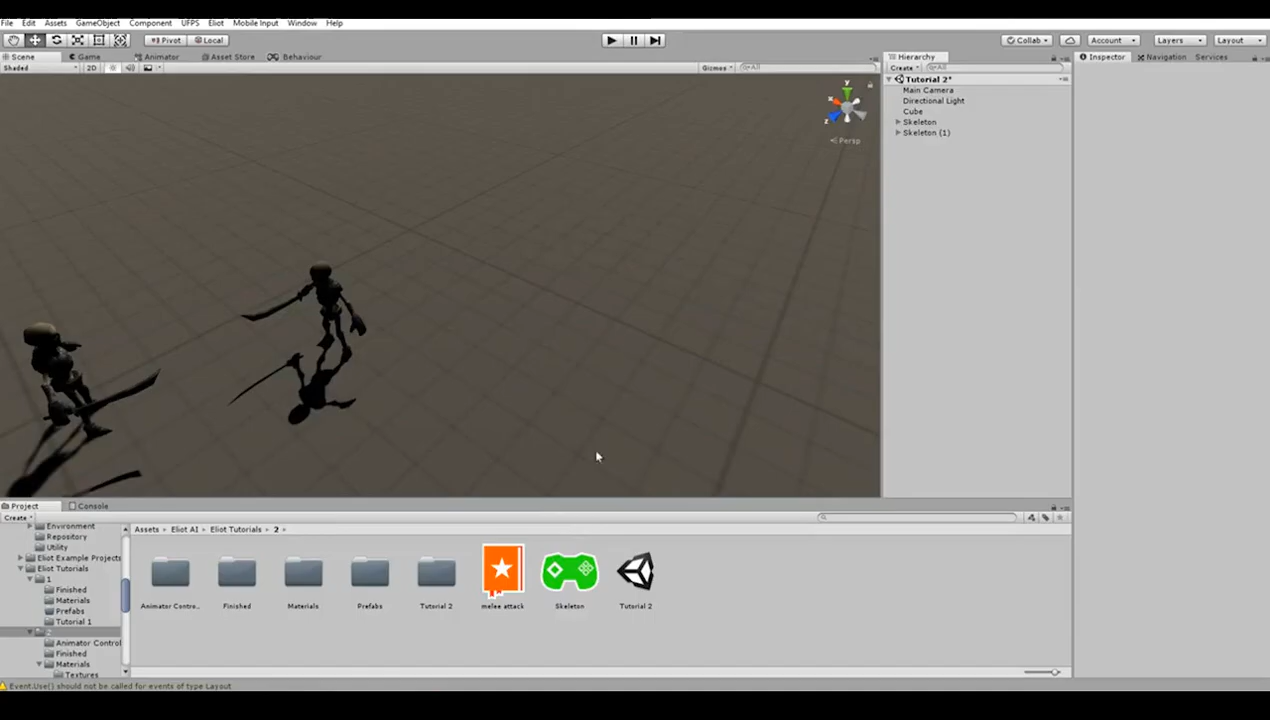 File Edit Assets GameObject Component UFPS Eliot Mobile Input Window Help
Pivot Local Collab Account Layers Layout
Scene Game Animator Asset Store Behaviour Hierarchy Inspector Navigation Services
Shaded 2D Gizmos All Create All
Tutorial 2*
Main Camera
Directional Light
Cube
Skeleton
Skeleton (1)
y
x
z
Persp
Project Console
Create
Environment
Repository
Utility
Eliot Example Projects
Eliot Tutorials
1
Finished
Materials
Prefabs
Tutorial 1
2
Animator Control
Finished
Materials
Textures
Assets Eliot AI Eliot Tutorials 2
Animator Contro... Finished Materials Prefabs Tutorial 2 melee attack Skeleton Tutorial 2
Event.Use() should not be called for events of type Layout